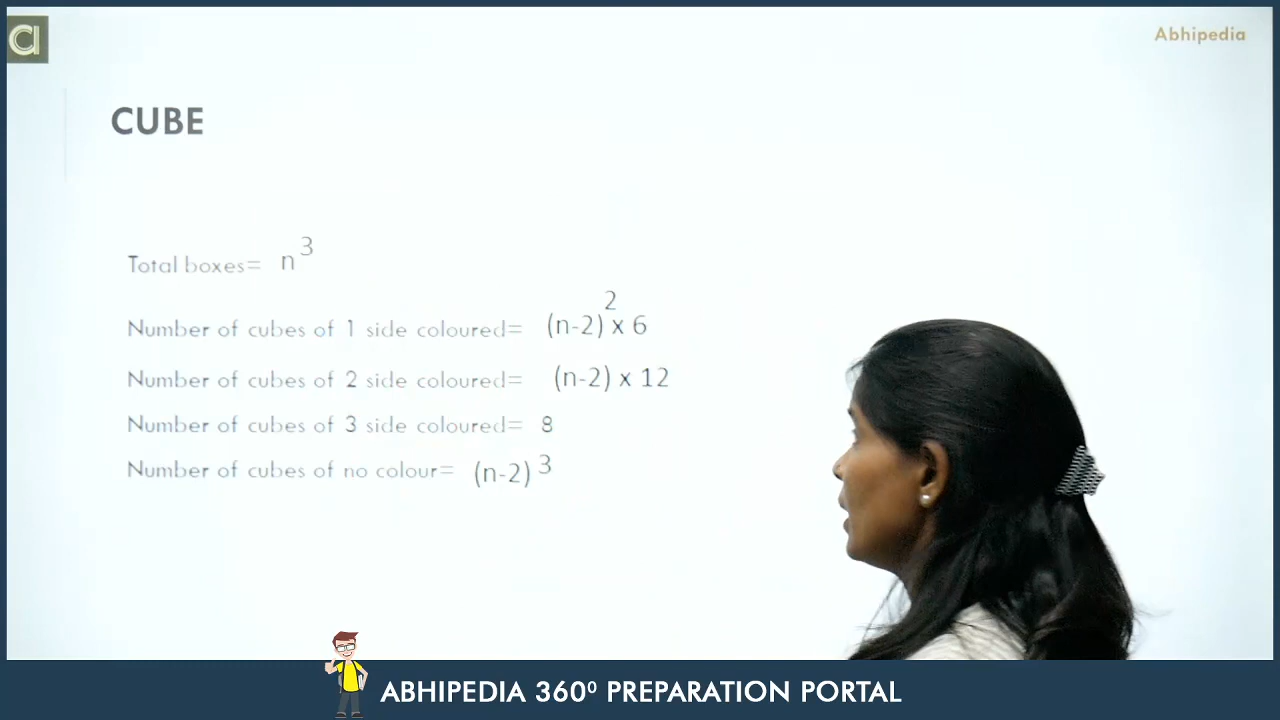 Abhipedia
CUBE
Total boxes= n³
Number of cubes of 1 side coloured= (n-2)² x 6
Number of cubes of 2 side coloured= (n-2) x 12
Number of cubes of 3 side coloured= 8
Number of cubes of no colour= (n-2)³
ABHIPEDIA 360⁰ PREPARATION PORTAL